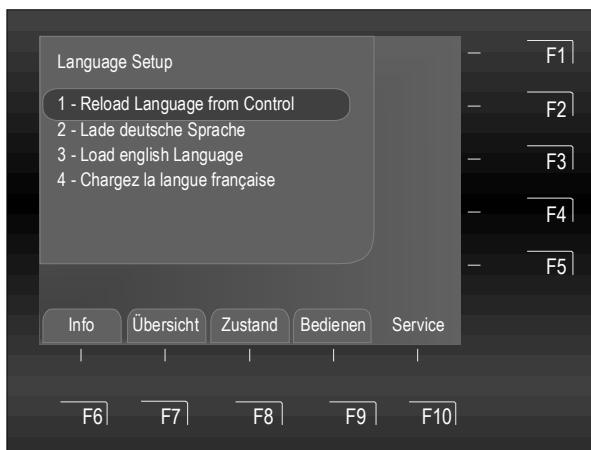 Language Setup
1 - Reload Language from Control
2 - Lade deutsche Sprache
3 - Load english Language
4 - Chargez la langue française
F1
F2
F3
F4
F5
Info Übersicht Zustand Bedienen Service
F6 F7 F8 F9 F10